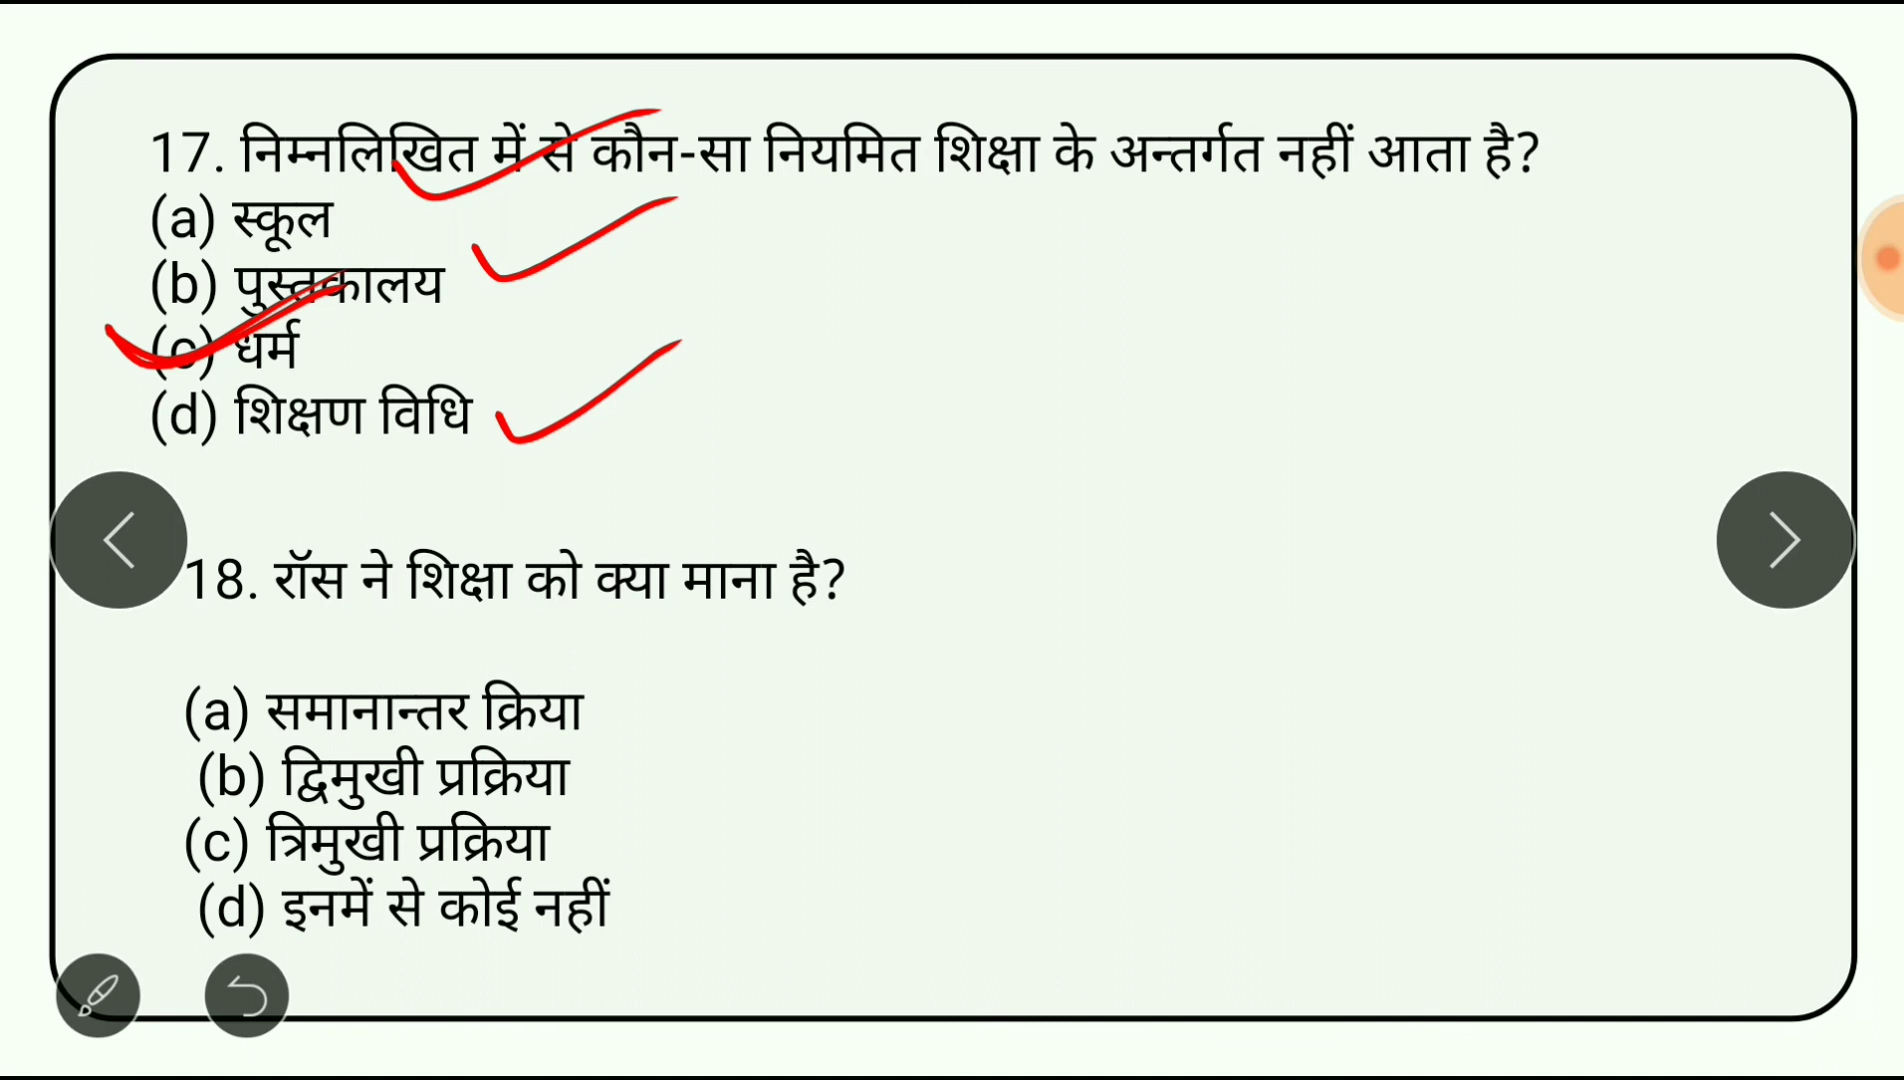 17. निम्नलिखित में से कौन-सा नियमित शिक्षा के अन्तर्गत नहीं आता है?
(a) स्कूल
(b) पुस्तकालय
(c) धर्म
(d) शिक्षण विधि
18. रॉस ने शिक्षा को क्या माना है?
(a) समानान्तर क्रिया
(b) द्विमुखी प्रक्रिया
(c) त्रिमुखी प्रक्रिया
(d) इनमें से कोई नहीं